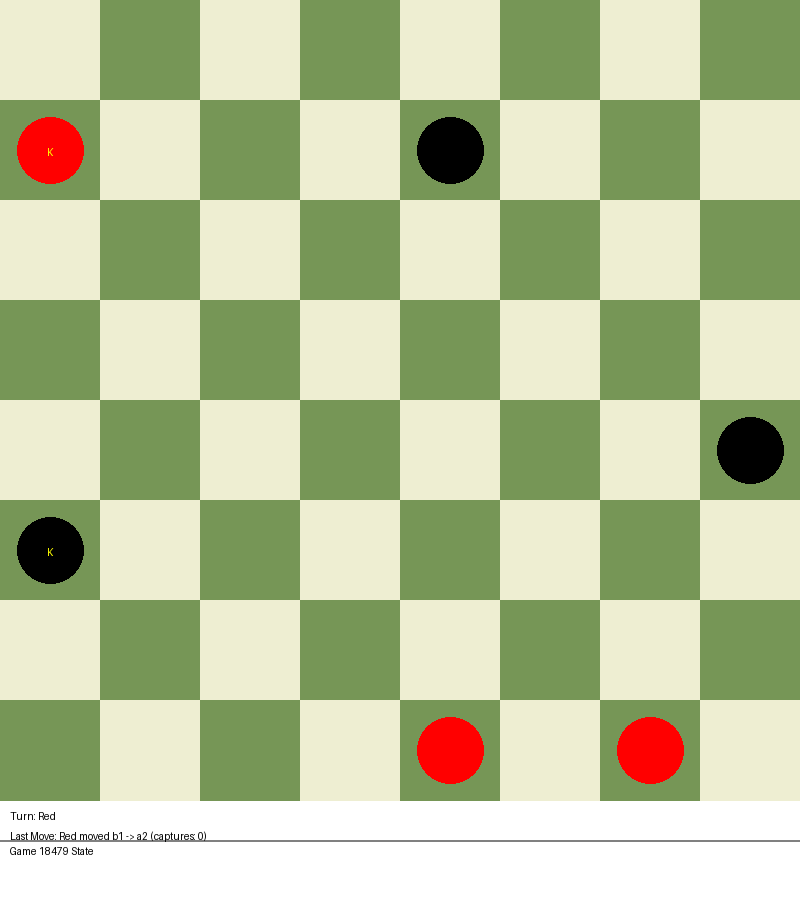 K
K
Turn: Red
Last Move: Red moved b1 -> a2 (captures: 0)
Game 18479 State